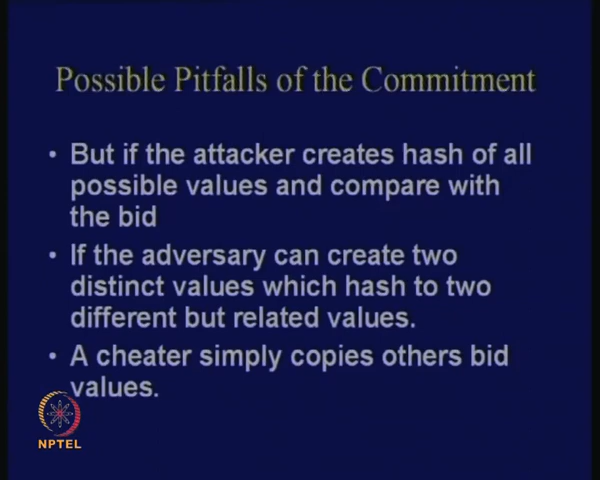 Possible Pitfalls of the Commitment
• But if the attacker creates hash of all
possible values and compare with
the bid
• If the adversary can create two
distinct values which hash to two
different but related values.
• A cheater simply copies others bid
values.
NPTEL